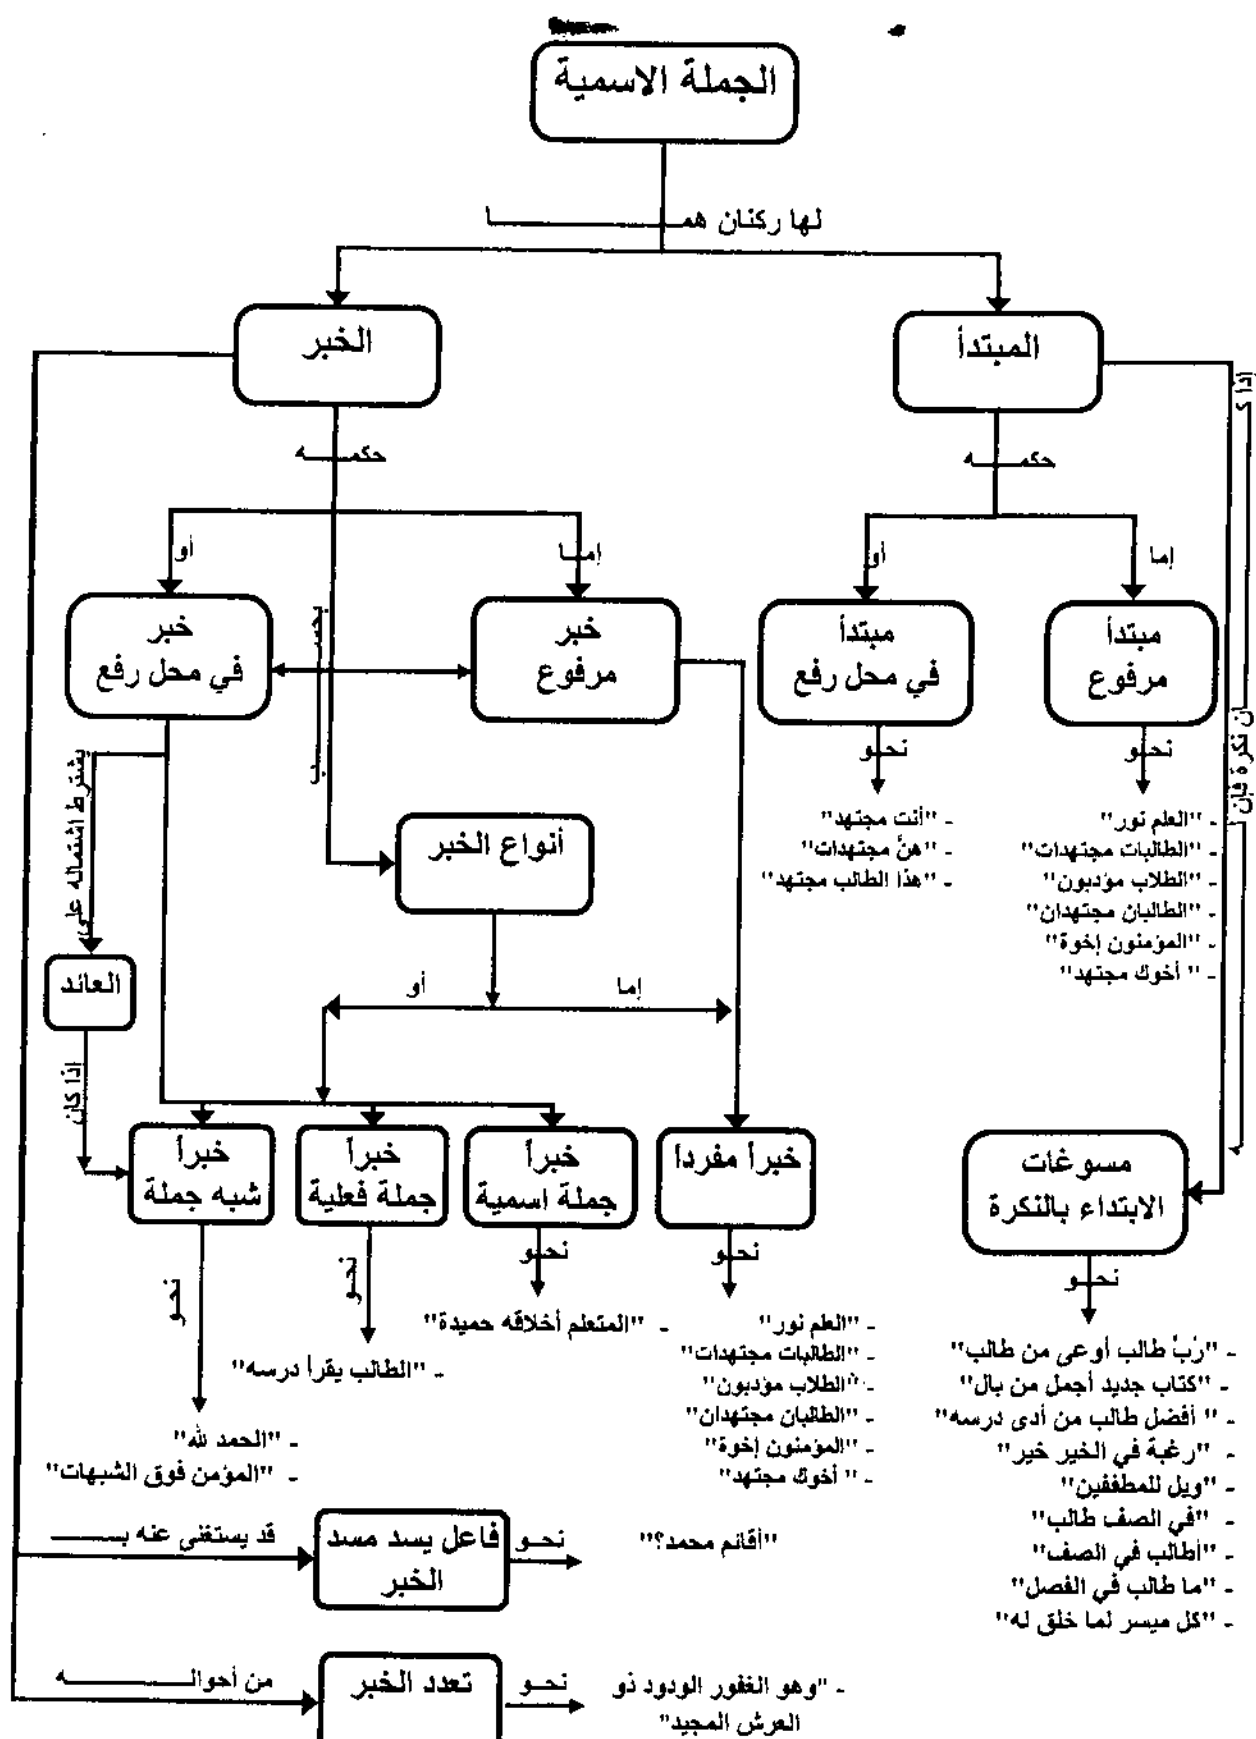 الجملة الاسمية
لها ركنان هما
المبتدأ
الخبر
إذا كان نكرة فإن
حكمه
حكمه
إما
أو
إما
أو
مبتدأ
مرفوع
مبتدأ
في محل رفع
خبر
مرفوع
خبر
في محل رفع
بحسب
نحو
نحو
- "العلم نور"
- "الطالبات مجتهدات"
- "الطلاب مؤدبون"
- "الطالبان مجتهدان"
- "المؤمنون إخوة"
- "أخوك مجتهد"
- "أنت مجتهد"
- "هنَّ مجتهدات"
- "هذا الطالب مجتهد"
أنواع الخبر
يشترط اشتماله على
العائد
إما
أو
إذا كان
مسوغات
الابتداء بالنكرة
خبراً مفردا
خبراً
جملة اسمية
خبراً
جملة فعلية
خبراً
شبه جملة
نحو
نحو
نحو
نحو
نحو
- "رُبَّ طالب أوعى من طالب"
- "كتاب جديد أجمل من بال"
- "أفضل طالب من أدى درسه"
- "رغبة في الخير خير"
- "ويل للمطففين"
- "في الصف طالب"
- "أطالب في الصف"
- "ما طالب في الفصل"
- "كل ميسر لما خلق له"
- "العلم نور"
- "الطالبات مجتهدات"
- "الطلاب مؤدبون"
- "الطالبان مجتهدان"
- "المؤمنون إخوة"
- "أخوك مجتهد"
- "المتعلم أخلاقه حميدة"
- "الطالب يقرأ درسه"
- "الحمد لله"
- "المؤمن فوق الشبهات"
قد يستغنى عنه بـ
فاعل يسد مسد
الخبر
نحو
"أقائم محمد؟"
من أحواله
تعدد الخبر
نحو
- "وهو الغفور الودود ذو
العرش المجيد"